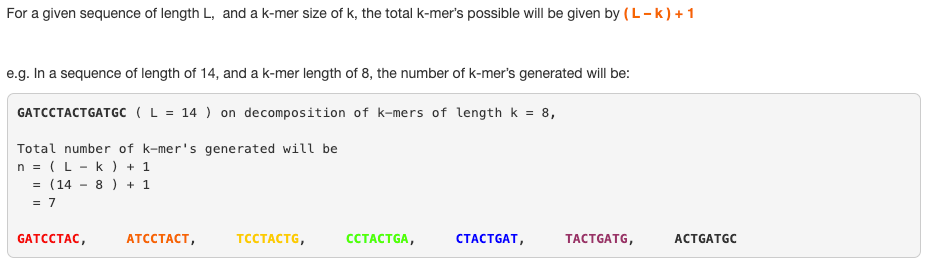 For a given sequence of length L,  and a k-mer size of k, the total k-mer’s possible will be given by ( L – k ) + 1
e.g. In a sequence of length of 14, and a k-mer length of 8, the number of k-mer’s generated will be:
GATCCTACTGATGC ( L = 14 ) on decomposition of k-mers of length k = 8,
Total number of k-mer's generated will be
n = ( L - k ) + 1
= (14 - 8 ) + 1
= 7
GATCCTAC, ATCCTACT, TCCTACTG, CCTACTGA, CTACTGAT, TACTGATG, ACTGATGC